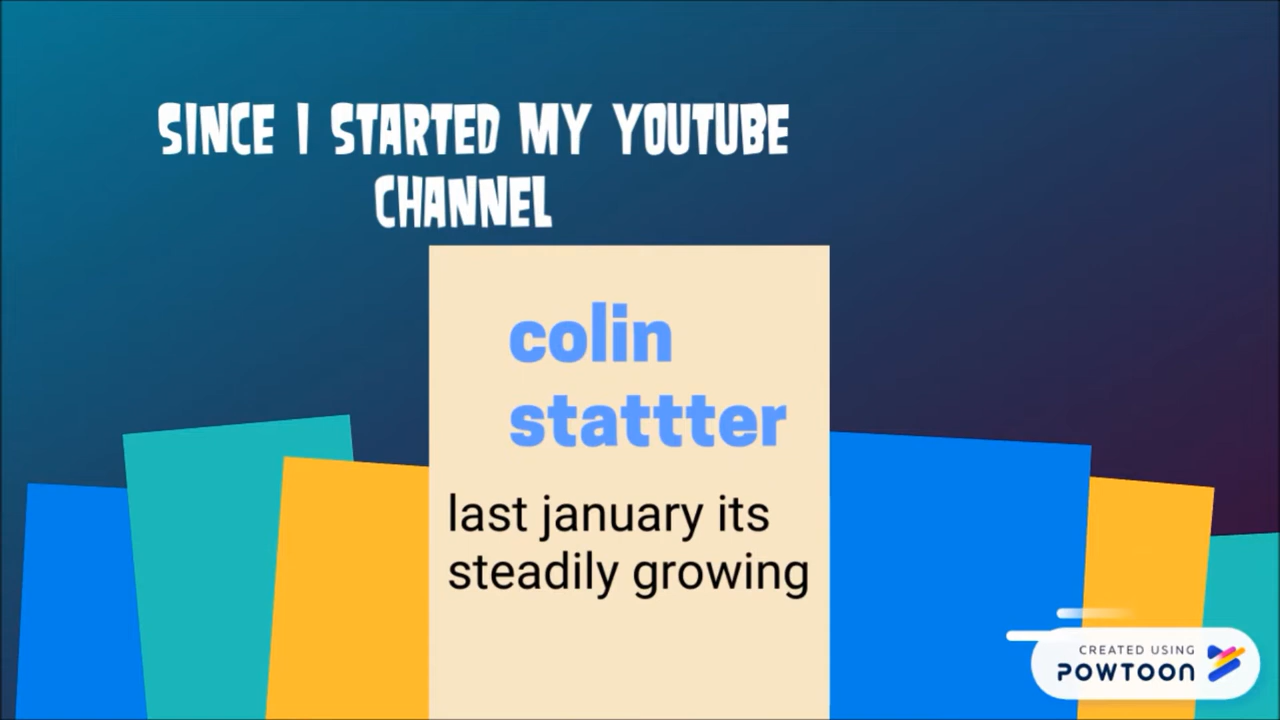 SINCE I STARTED MY YOUTUBE
CHANNEL
colin
stattter
last january its
steadily growing
CREATED USING
POWTOON